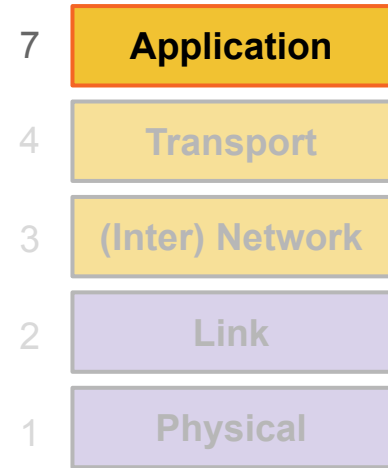 7 Application
4 Transport
3 (Inter) Network
2 Link
1 Physical